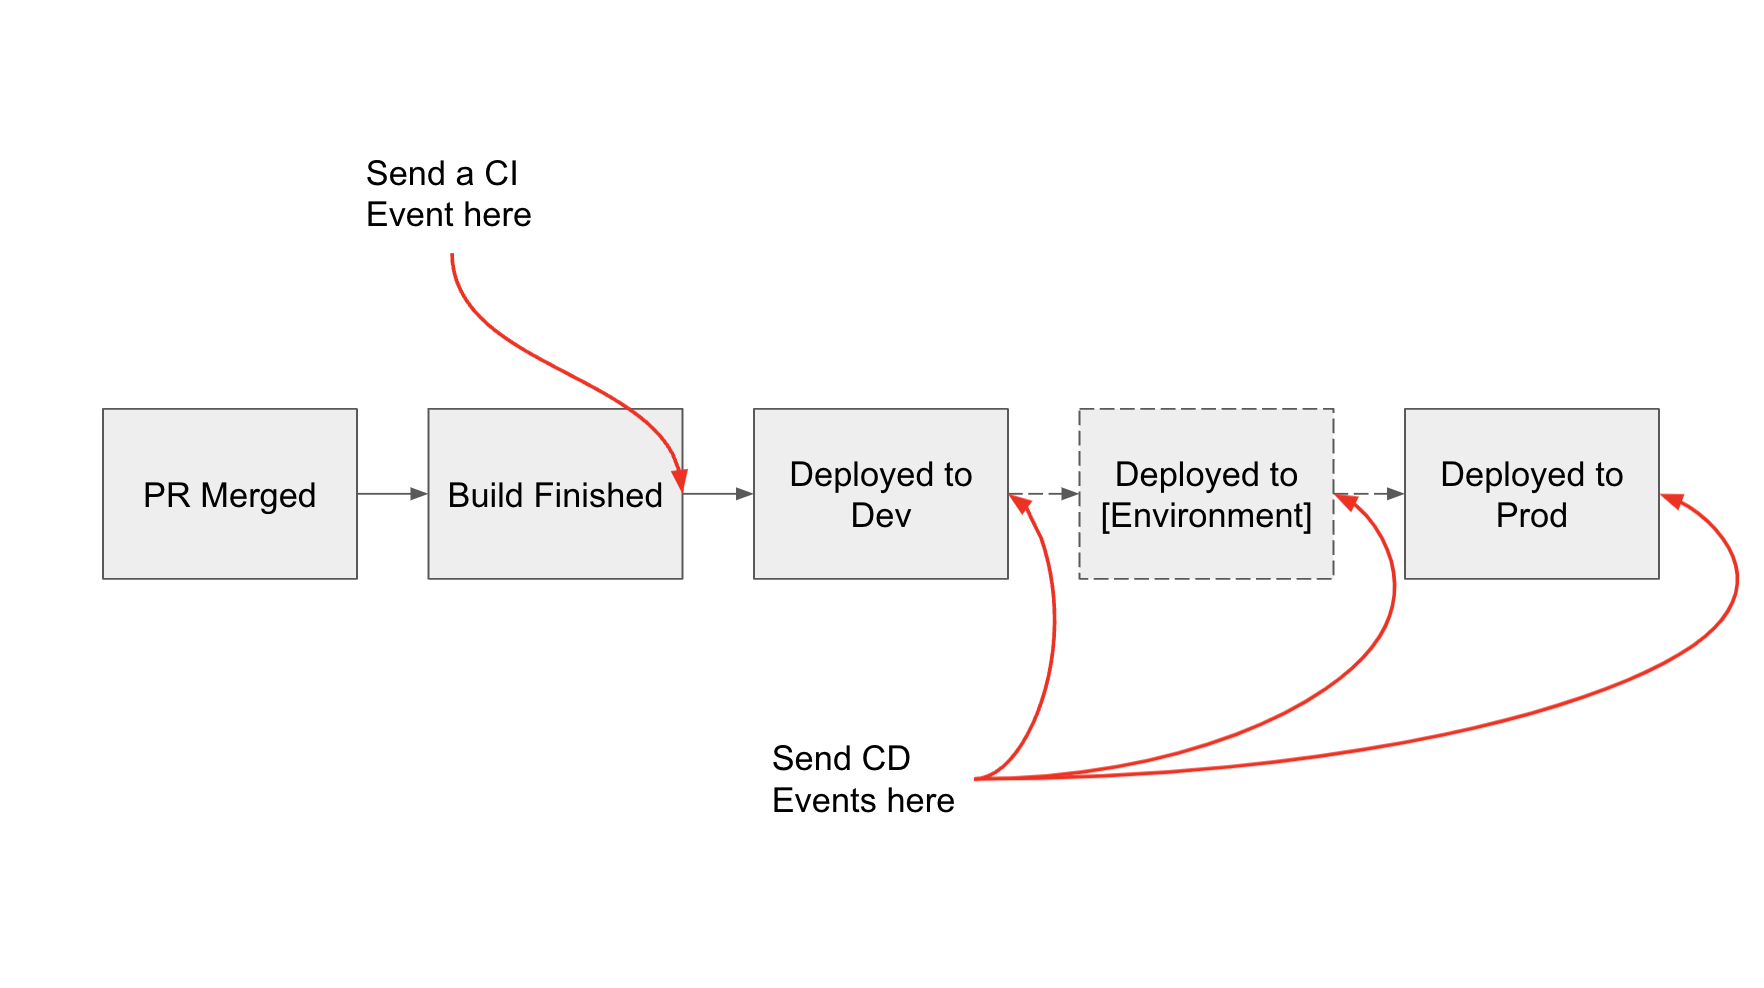 Send a CI
Event here
PR Merged
Build Finished
Deployed to
Dev
Deployed to
[Environment]
Deployed to
Prod
Send CD
Events here